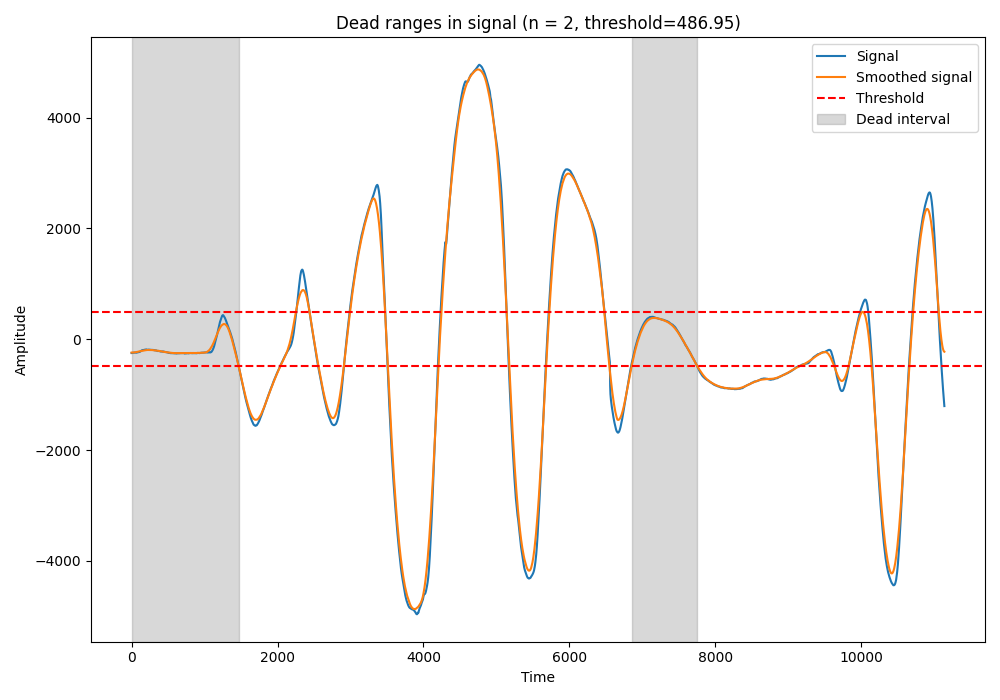 Dead ranges in signal (n = 2, threshold=486.95)
Signal
Smoothed signal
Threshold
Dead interval
Amplitude
4000
2000
0
−2000
−4000
0 2000 4000 6000 8000 10000
Time